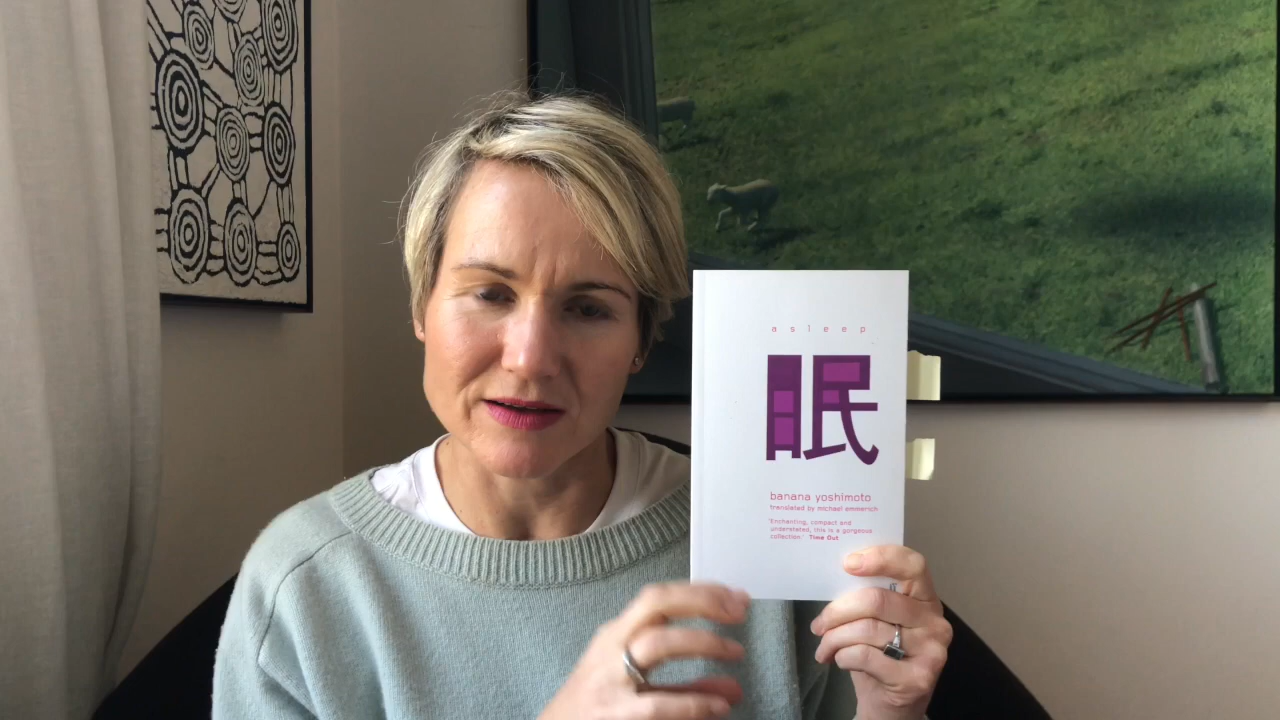 asleep
眠
banana yoshimoto
translated by michael emmerich
'Enchanting, compact and
understated, this is a gorgeous
collection.' Time Out